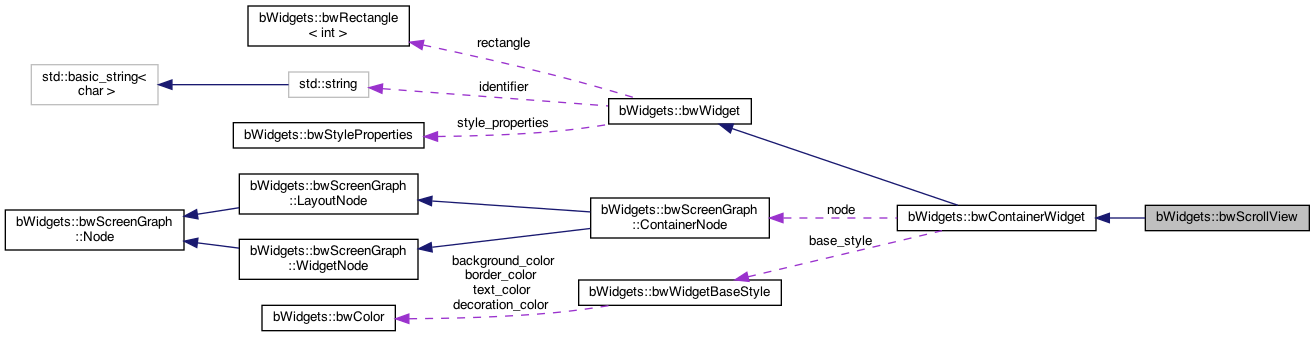 bWidgets::bwRectangle
< int >
rectangle
std::basic_string<
char >
std::string
identifier
bWidgets::bwWidget
style_properties
bWidgets::bwStyleProperties
bWidgets::bwScreenGraph
::LayoutNode
bWidgets::bwScreenGraph
::Node
bWidgets::bwScreenGraph
::ContainerNode
node
bWidgets::bwContainerWidget
bWidgets::bwScrollView
bWidgets::bwScreenGraph
::WidgetNode
base_style
background_color
border_color
text_color
decoration_color
bWidgets::bwWidgetBaseStyle
bWidgets::bwColor